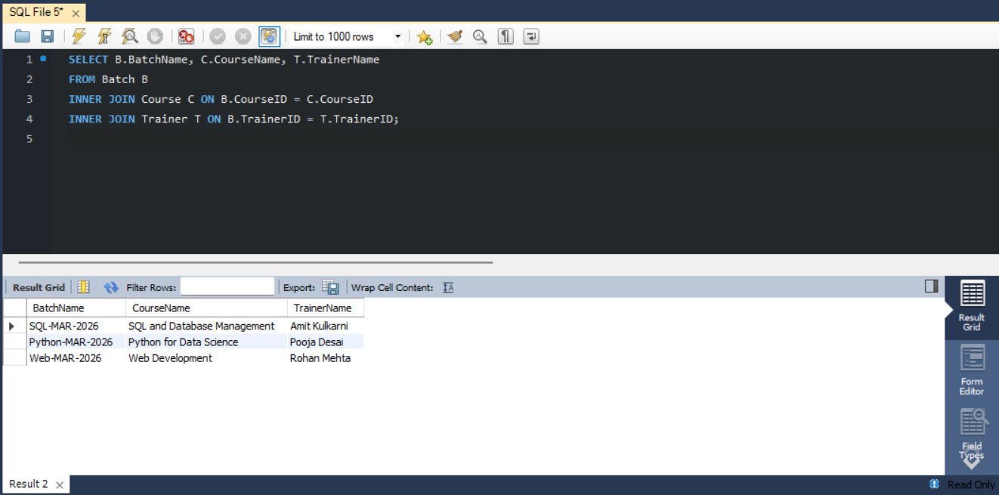 SQL File 5*
Limit to 1000 rows
1 SELECT B.BatchName, C.CourseName, T.TrainerName
2 FROM Batch B
3 INNER JOIN Course C ON B.CourseID = C.CourseID
4 INNER JOIN Trainer T ON B.TrainerID = T.TrainerID;
5
Result Grid Filter Rows: Export: Wrap Cell Content:
BatchName CourseName TrainerName
SQL-MAR-2026 SQL and Database Management Amit Kulkarni
Python-MAR-2026 Python for Data Science Pooja Desai
Web-MAR-2026 Web Development Rohan Mehta
Result
Grid
Form
Editor
Field
Types
Result 2
Read Only